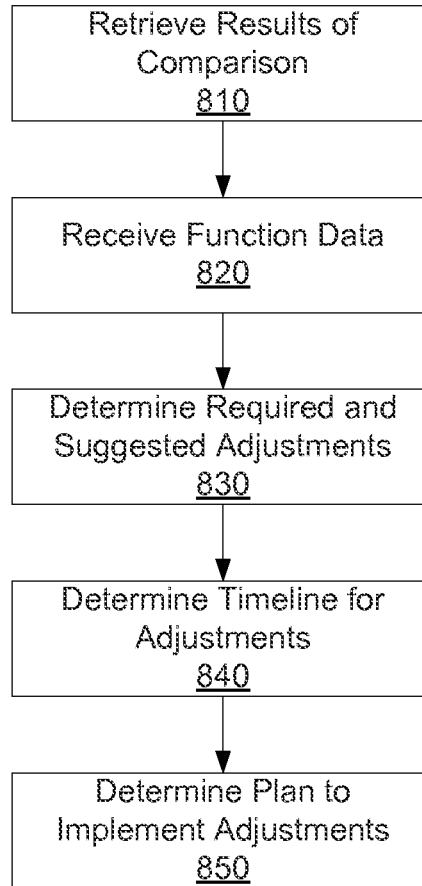 Retrieve Results of
Comparison
810
Receive Function Data
820
Determine Required and
Suggested Adjustments
830
Determine Timeline for
Adjustments
840
Determine Plan to
Implement Adjustments
850